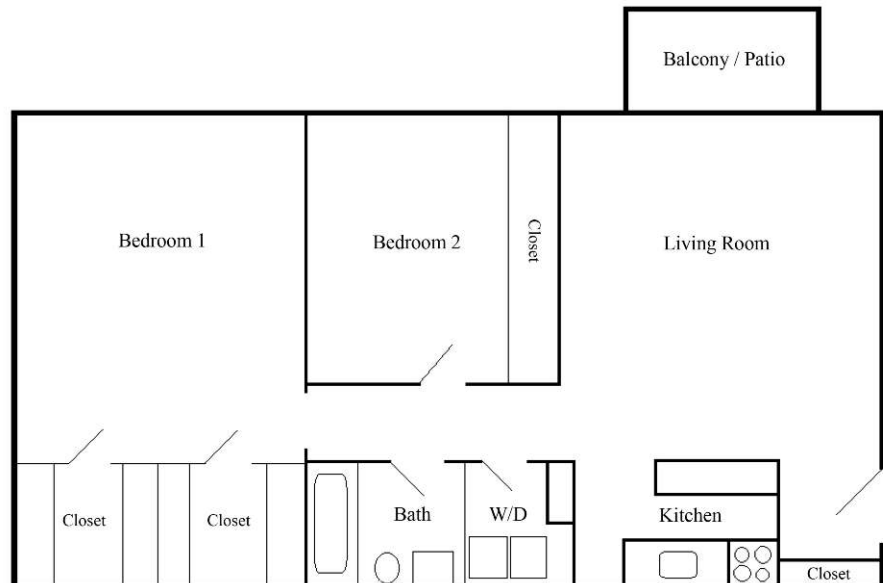 Balcony / Patio
Bedroom 1
Bedroom 2
Closet
Living Room
Closet
Closet
Bath
W/D
Kitchen
Closet